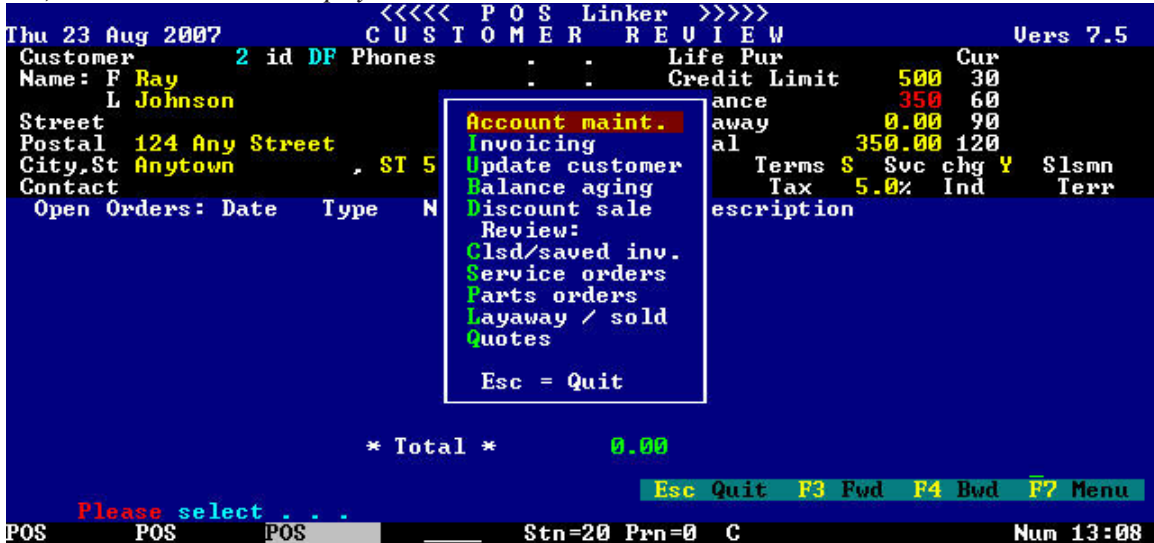 <<<<< P O S Linker >>>>>
Thu 23 Aug 2007 C U S T O M E R R E V I E W Vers 7.5
Customer 2 id DF Phones . . Life Pur Cur
Name: F Ray . . Credit Limit 500 30
L Johnson ance 350 60
Street Account maint. away 0.00 90
Postal 124 Any Street Invoicing al 350.00 120
City,St Anytown , ST 5 Update customer Terms S Svc chg Y Slsmn
Contact Balance aging Tax 5.0% Ind Terr
Open Orders: Date Type N Discount sale escription
Review:
Clsd/saved inv.
Service orders
Parts orders
Layaway / sold
Quotes
Esc = Quit
* Total * 0.00
Esc Quit F3 Fwd F4 Bwd F7 Menu
Please select . . .
POS POS POS Stn=20 Prn=0 C Num 13:08